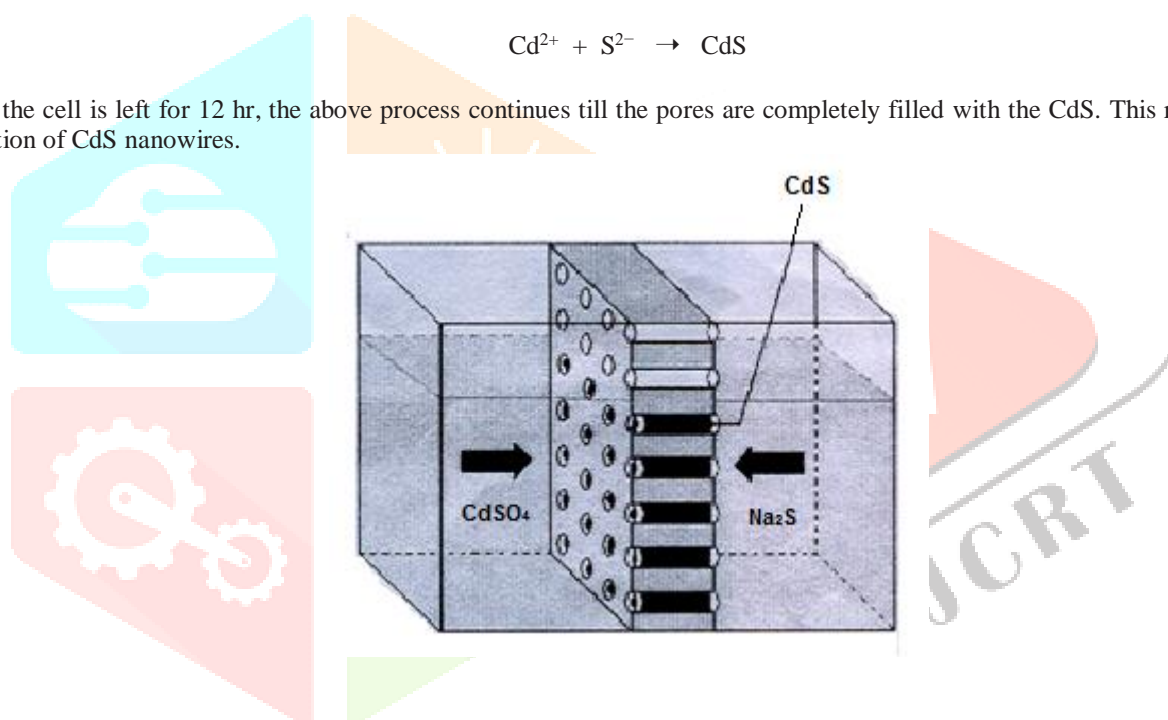 Cd²⁺ + S²⁻ → CdS
the cell is left for 12 hr, the above process continues till the pores are completely filled with the CdS. This
tion of CdS nanowires.
CdS
CdSO₄
Na₂S
IJCRT